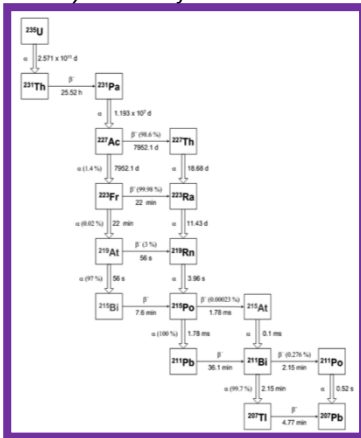 ²³⁵U
α 2.571 x 10¹¹ d
²³¹Th β⁻ 25.52 h ²³¹Pa
α 1.193 x 10⁷ d
²²⁷Ac β⁻ (98.6 %) 7952.1 d ²²⁷Th
α (1.4 %) 7952.1 d α 18.68 d
²²³Fr β⁻ (99.98 %) 22 min ²²³Ra
α (0.02 %) 22 min α 11.43 d
²¹⁹At β⁻ (3 %) 56 s ²¹⁹Rn
α (97 %) 56 s α 3.96 s
²¹⁵Bi β⁻ 7.6 min ²¹⁵Po β⁻ (0.00023 %) 1.78 ms ²¹⁵At
α (100 %) 1.78 ms α 0.1 ms
²¹¹Pb β⁻ 36.1 min ²¹¹Bi β⁻ (0.276 %) 2.15 min ²¹¹Po
α (99.7 %) 2.15 min α 0.52 s
²⁰⁷Tl β⁻ 4.77 min ²⁰⁷Pb